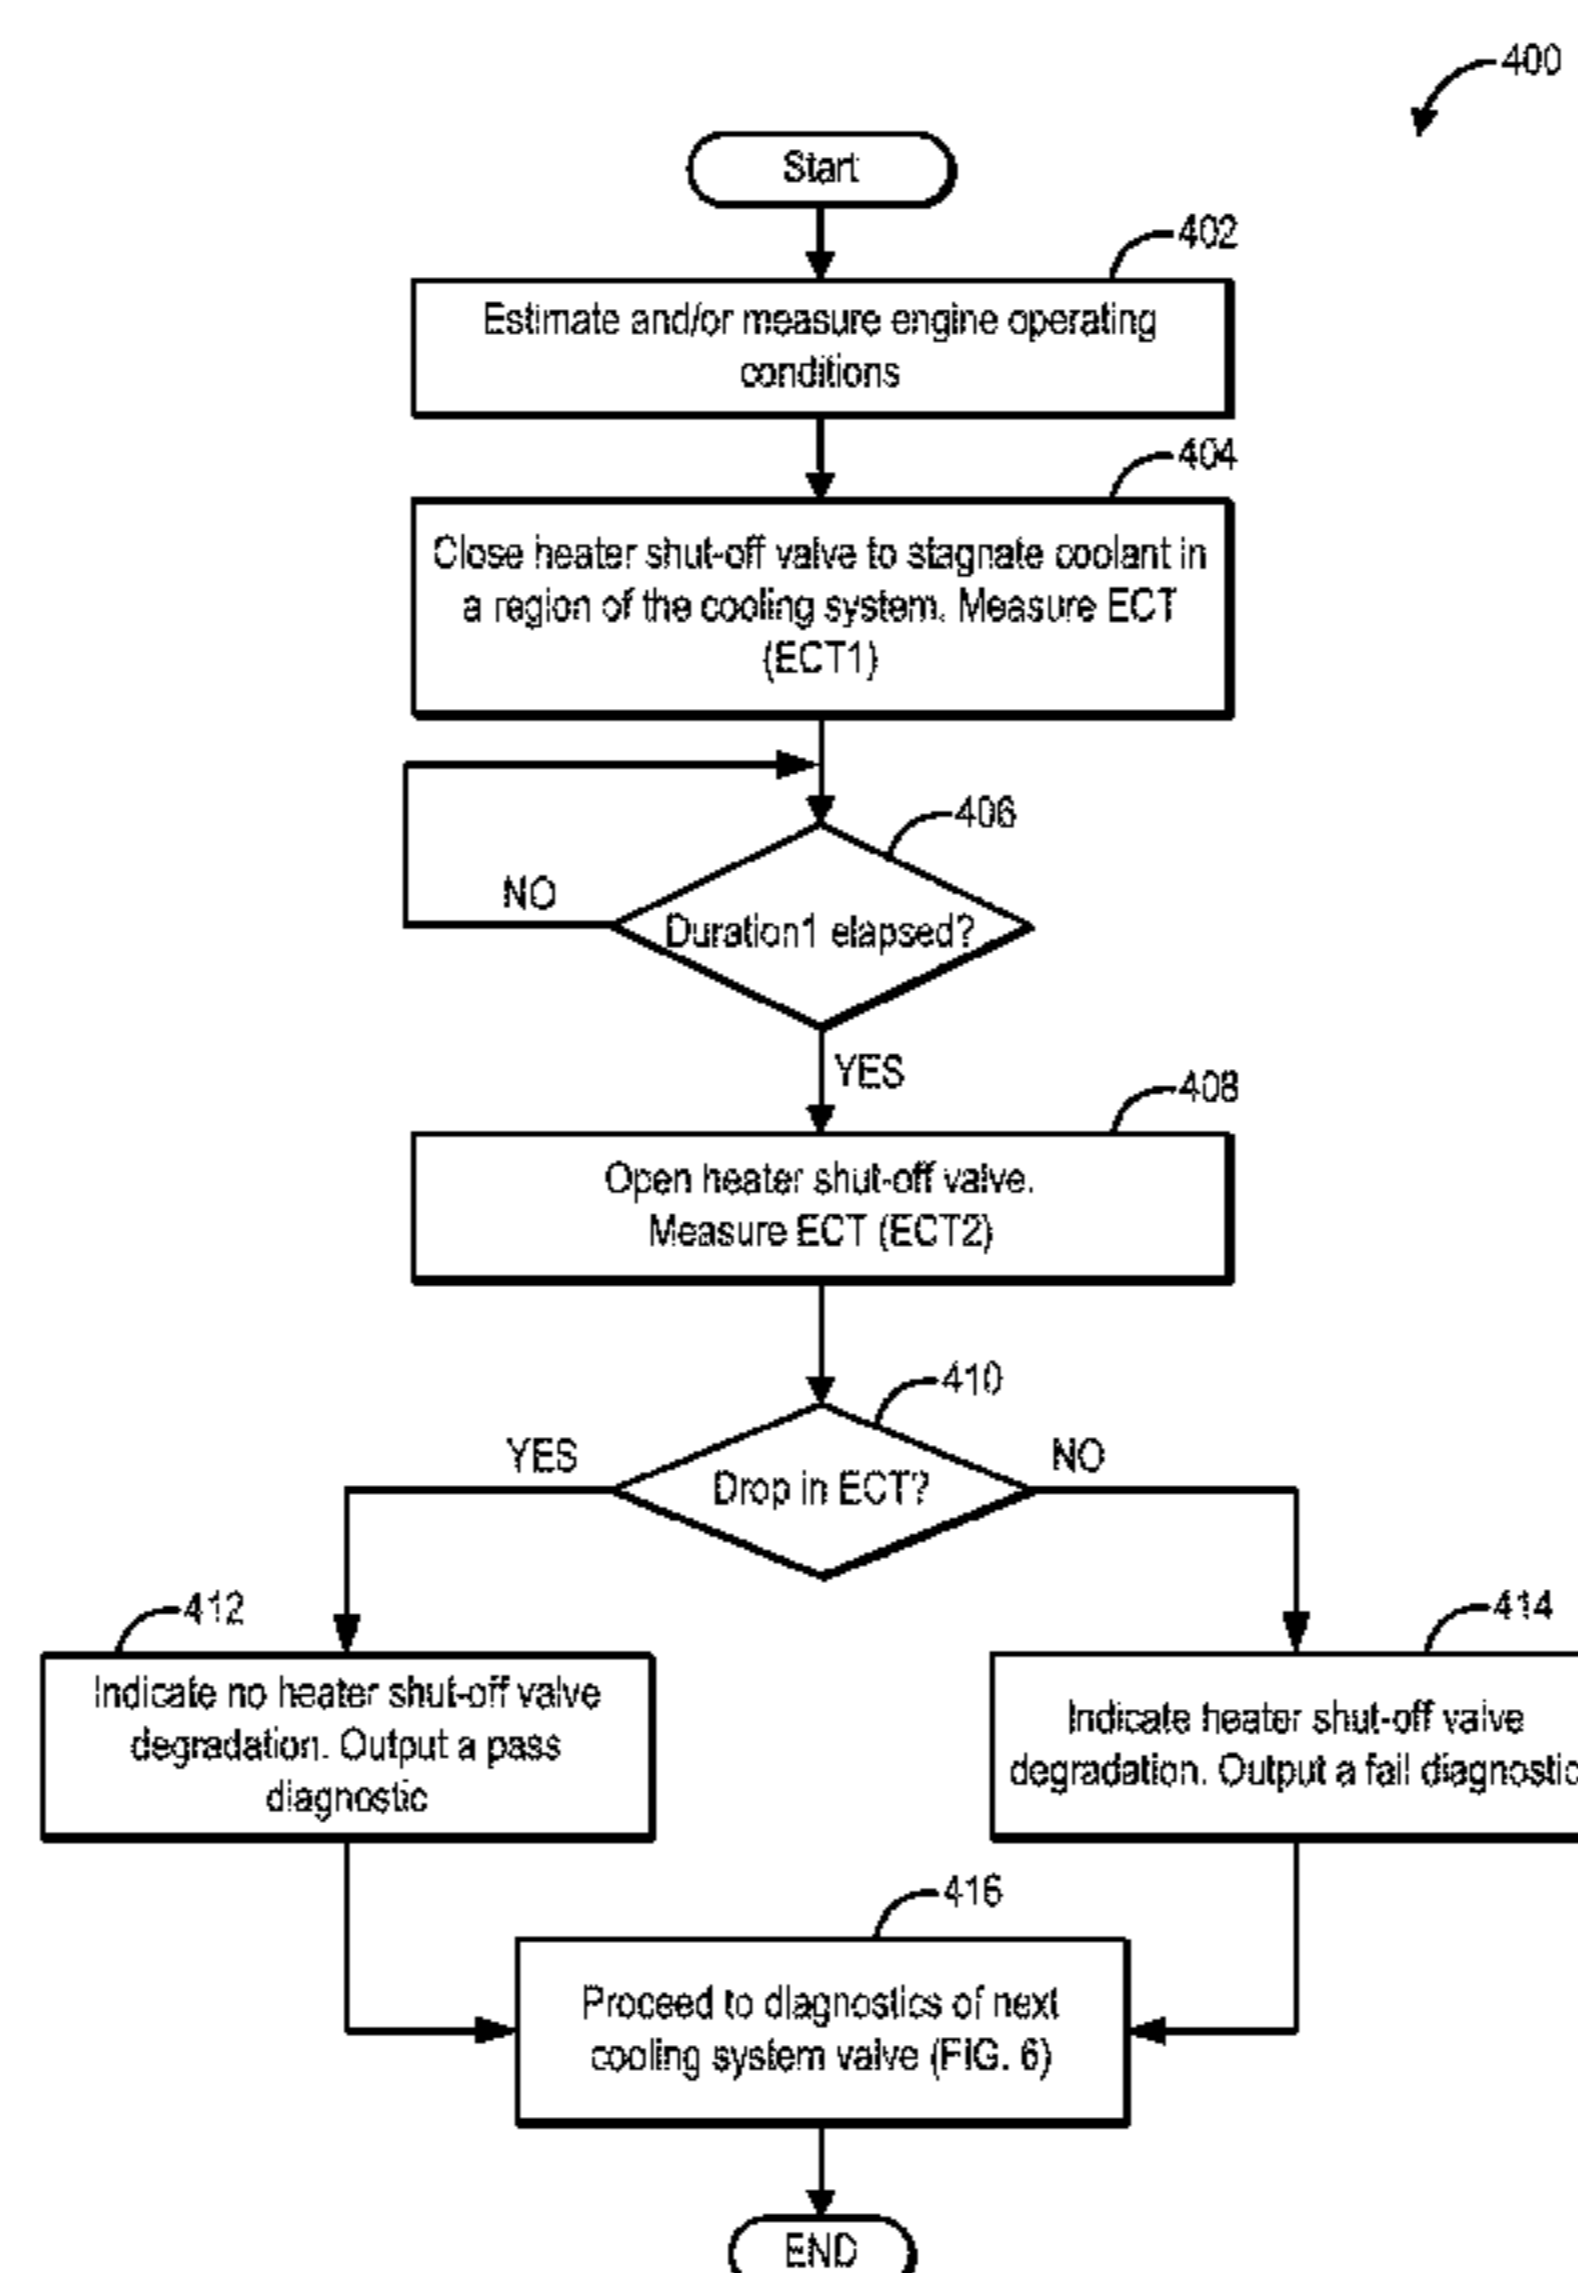 400
Start
402
Estimate and/or measure engine operating
conditions
404
Close heater shut-off valve to stagnate coolant in
a region of the cooling system. Measure ECT
(ECT1)
406
NO
Duration1 elapsed?
YES
408
Open heater shut-off valve.
Measure ECT (ECT2)
410
YES
NO
Drop in ECT?
412
Indicate no heater shut-off valve
degradation. Output a pass
diagnostic
414
Indicate heater shut-off valve
degradation. Output a fail diagnostic
416
Proceed to diagnostics of next
cooling system valve (FIG. 6)
END